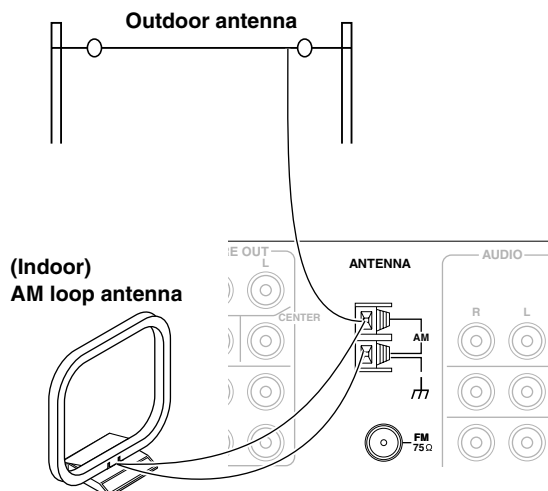 Outdoor antenna
(Indoor)
AM loop antenna
E OUT
L
CENTER
ANTENNA
AM
FM
75Ω
AUDIO
R L